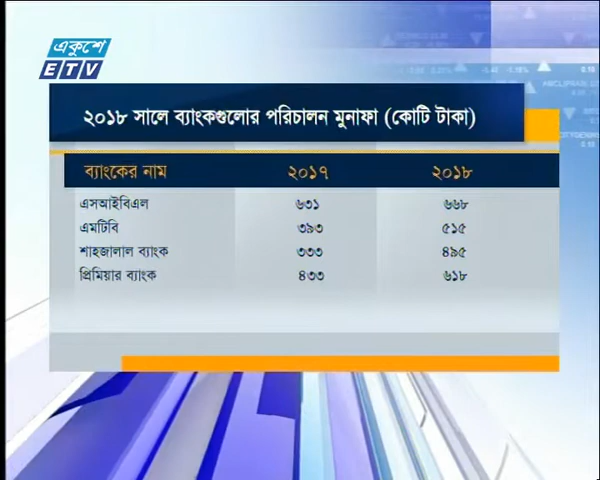 একুশে
ETV
২০১৮ সালে ব্যাংকগুলোর পরিচালন মুনাফা (কোটি টাকা)
ব্যাংকের নাম ২০১৭ ২০১৮
এসআইবিএল ৬৩১ ৬৬৮
এমটিবি ৩৯৩ ৫১৫
শাহজালাল ব্যাংক ৩৩৩ ৪৯৫
প্রিমিয়ার ব্যাংক ৪৩৩ ৬১৮